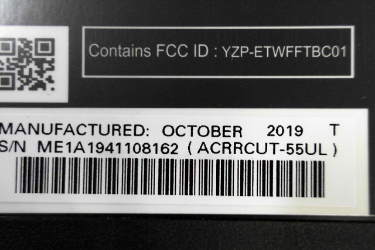 Contains FCC ID : YZP-ETWFFTBC01
MANUFACTURED: OCTOBER 2019 T
S/N ME1A1941108162 ( ACRRCUT-55UL )